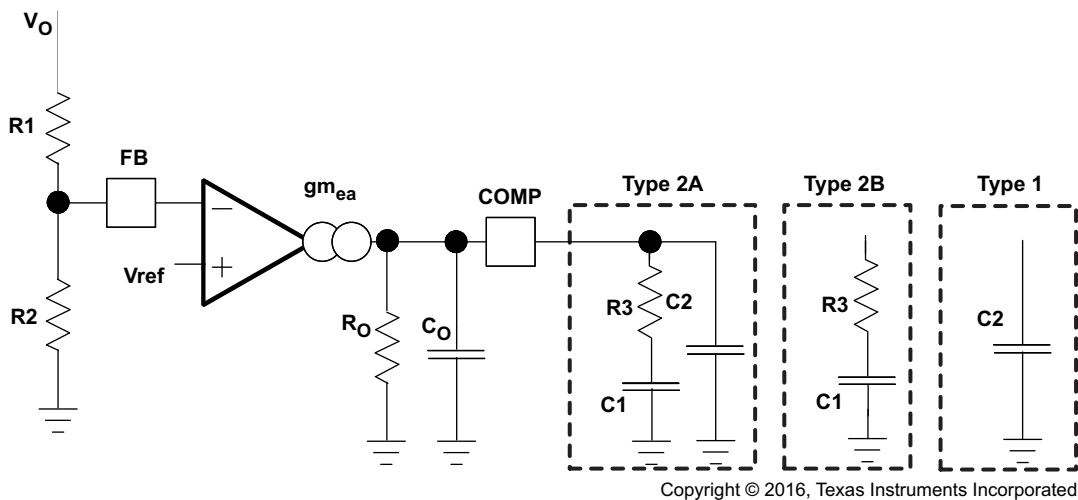 VO
R1
FB
R2
Vref
gmea
RO
CO
COMP
Type 2A
R3
C2
C1
Type 2B
R3
C1
Type 1
C2
Copyright © 2016, Texas Instruments Incorporated